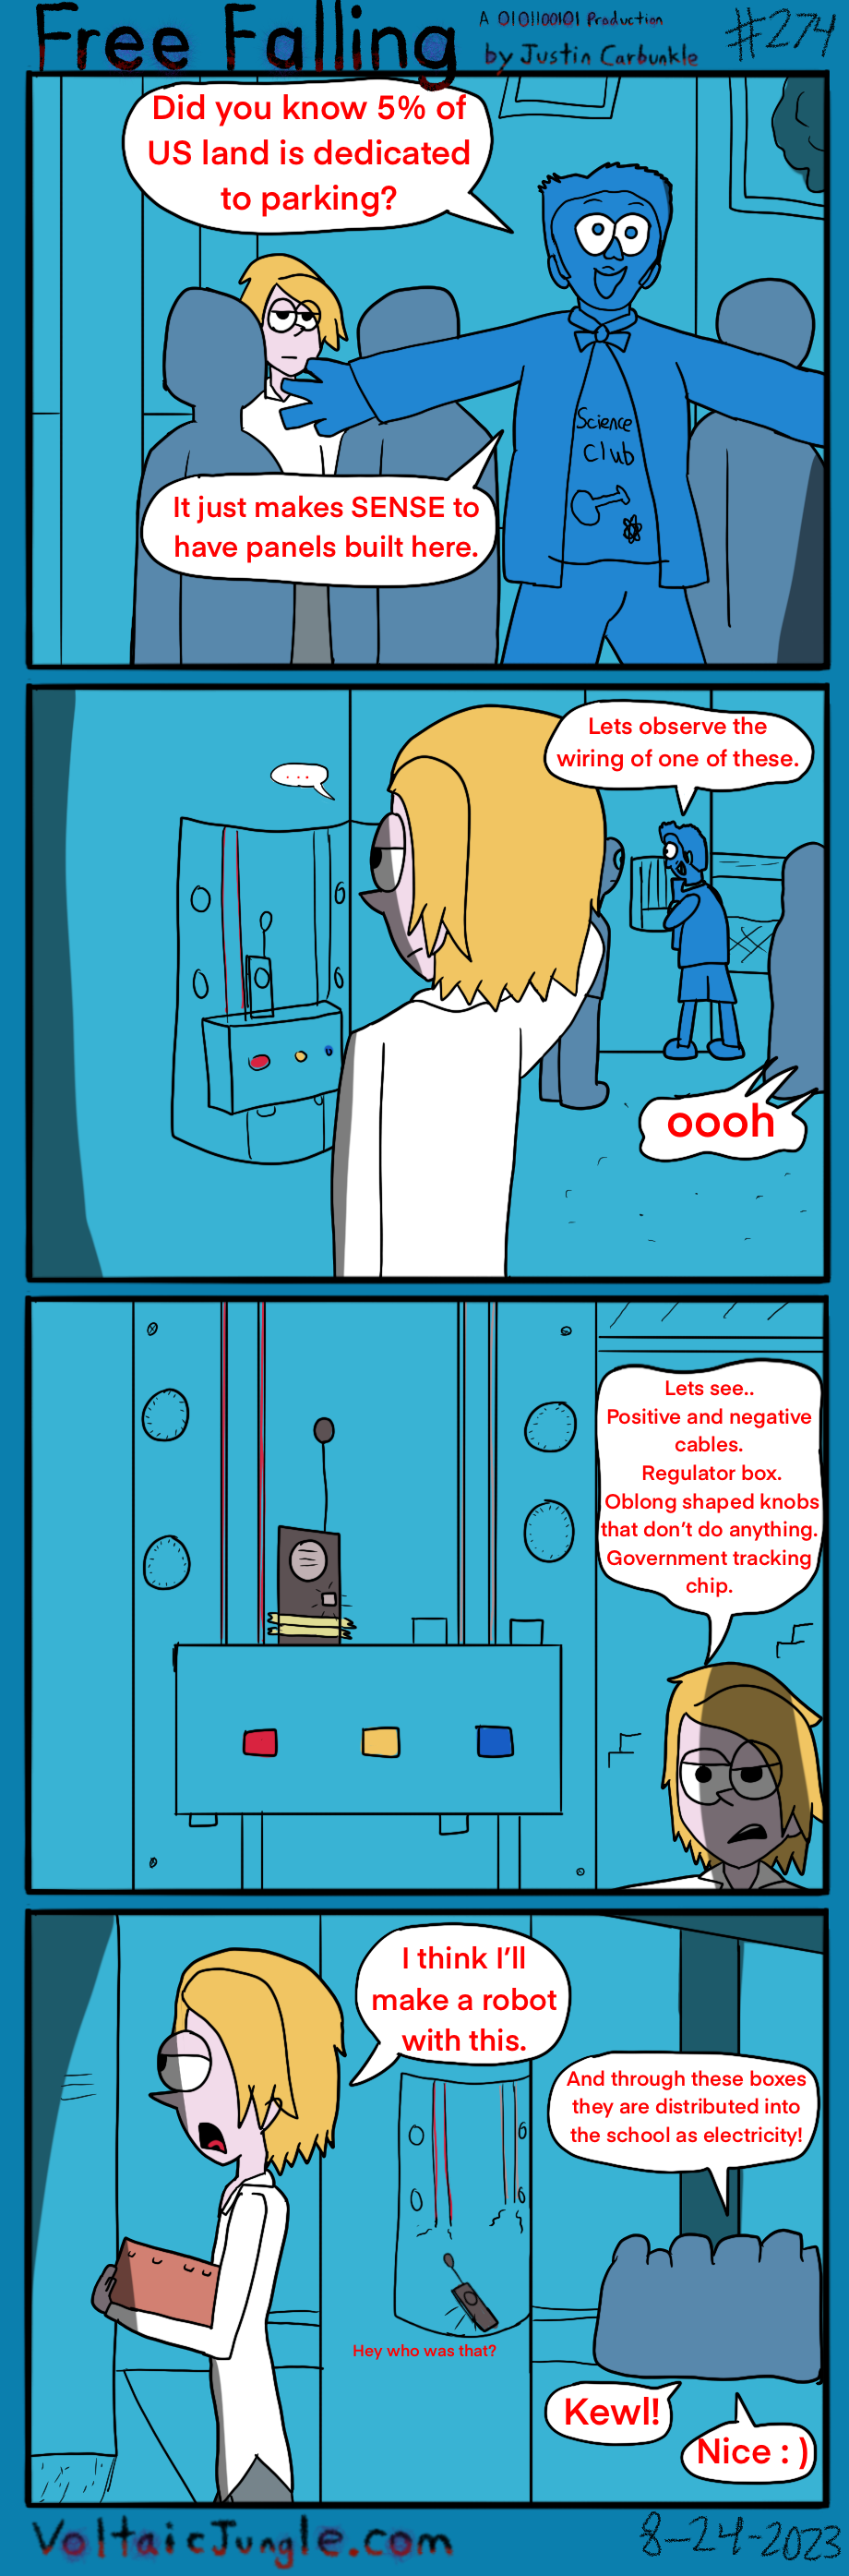 Free Falling
A 0101100101 Production
by Justin Carbunkle
#274
Did you know 5% of
US land is dedicated
to parking?
Science
Club
It just makes SENSE to
have panels built here.
Lets observe the
wiring of one of these.
...
oooh
Lets see..
Positive and negative
cables.
Regulator box.
Oblong shaped knobs
that don't do anything.
Government tracking
chip.
I think I'll
make a robot
with this.
And through these boxes
they are distributed into
the school as electricity!
Hey who was that?
Kewl!
Nice : )
VoltaicJungle.com
8-24-2023